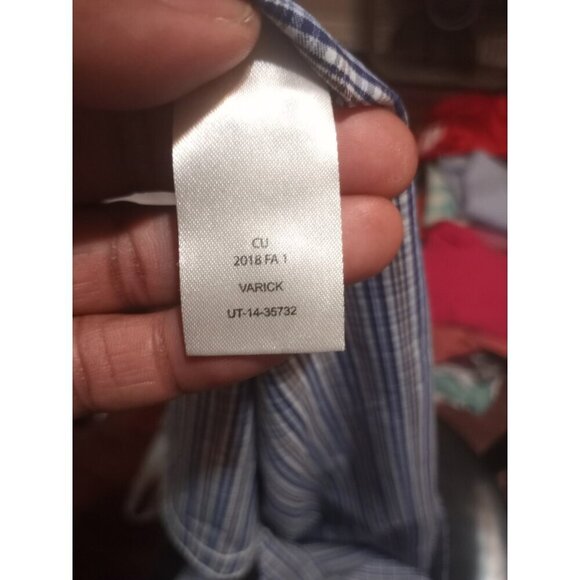 CU
2018 FA 1
VARICK
UT-14-35732